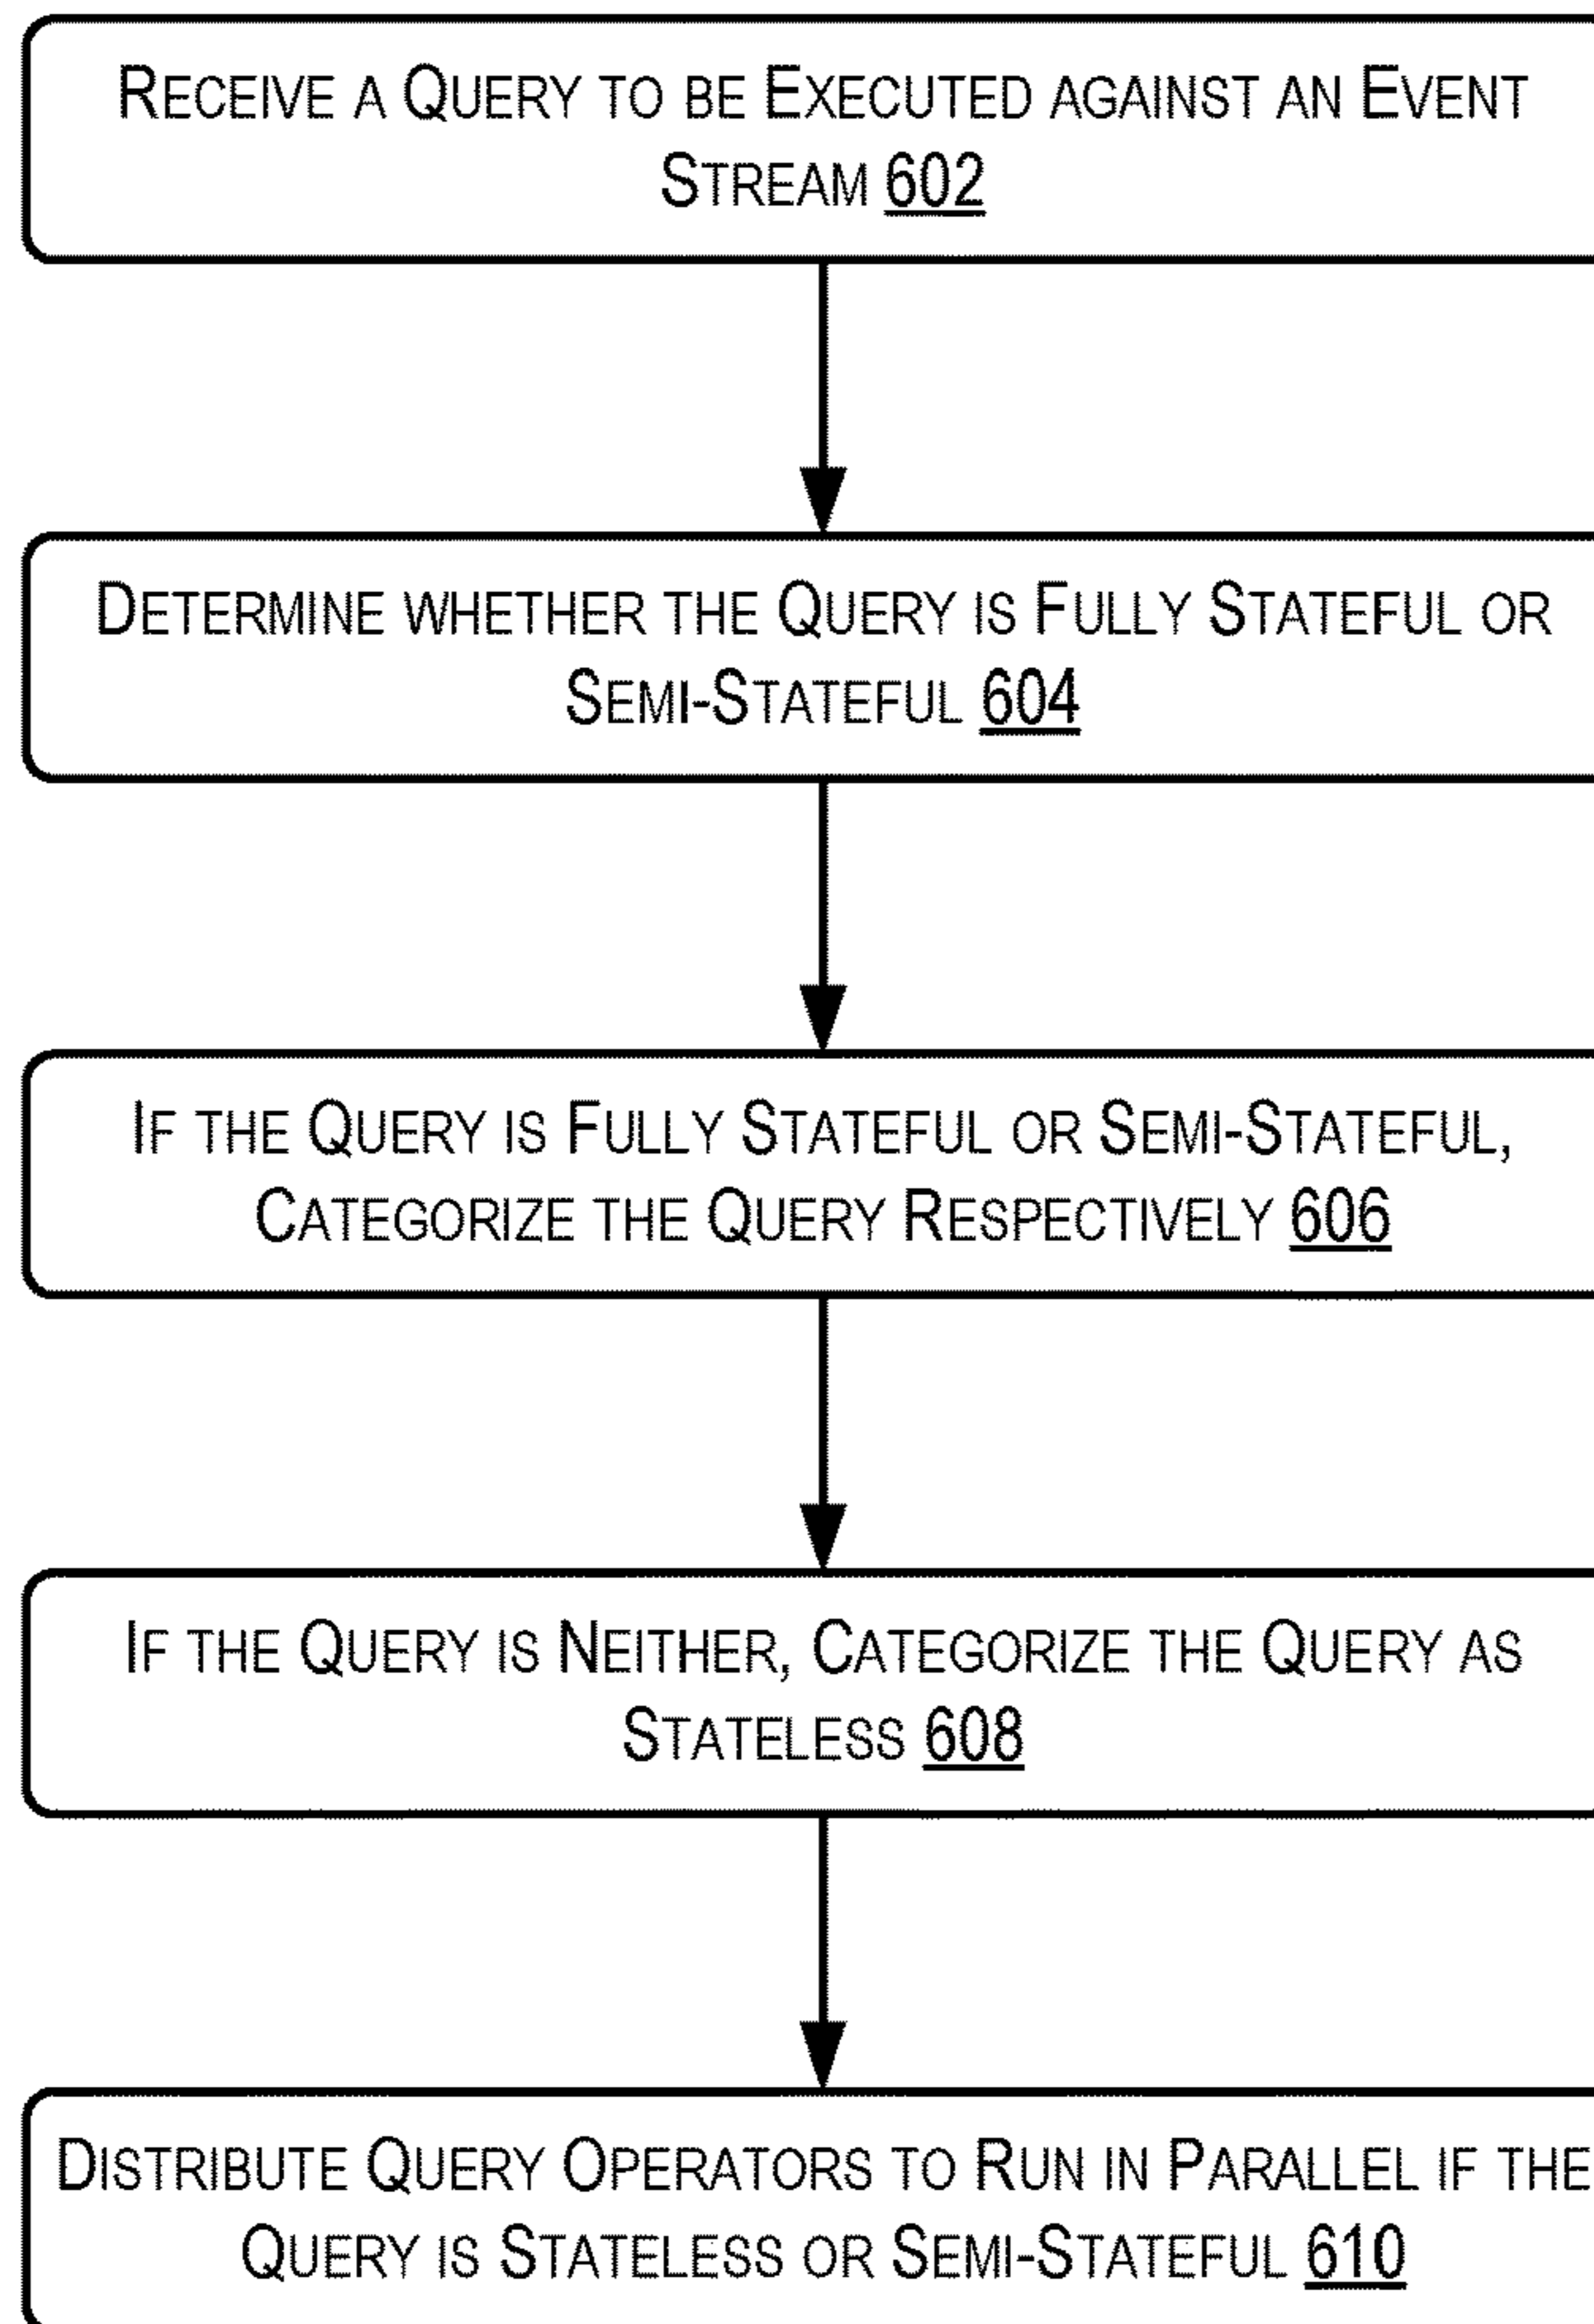 RECEIVE A QUERY TO BE EXECUTED AGAINST AN EVENT
STREAM 602
DETERMINE WHETHER THE QUERY IS FULLY STATEFUL OR
SEMI-STATEFUL 604
IF THE QUERY IS FULLY STATEFUL OR SEMI-STATEFUL,
CATEGORIZE THE QUERY RESPECTIVELY 606
IF THE QUERY IS NEITHER, CATEGORIZE THE QUERY AS
STATELESS 608
DISTRIBUTE QUERY OPERATORS TO RUN IN PARALLEL IF THE
QUERY IS STATELESS OR SEMI-STATEFUL 610